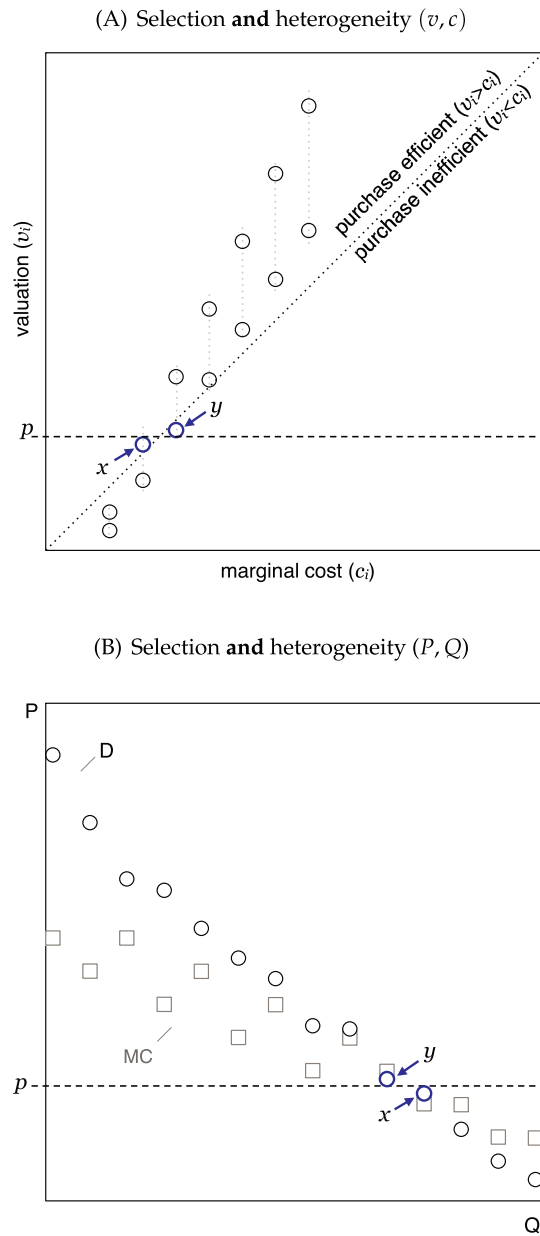 (A) Selection and heterogeneity (v, c)
purchase efficient (vᵢ>cᵢ)
purchase inefficient (vᵢ<cᵢ)
valuation (vᵢ)
y
p
x
marginal cost (cᵢ)
(B) Selection and heterogeneity (P, Q)
P
D
MC
y
p
x
Q